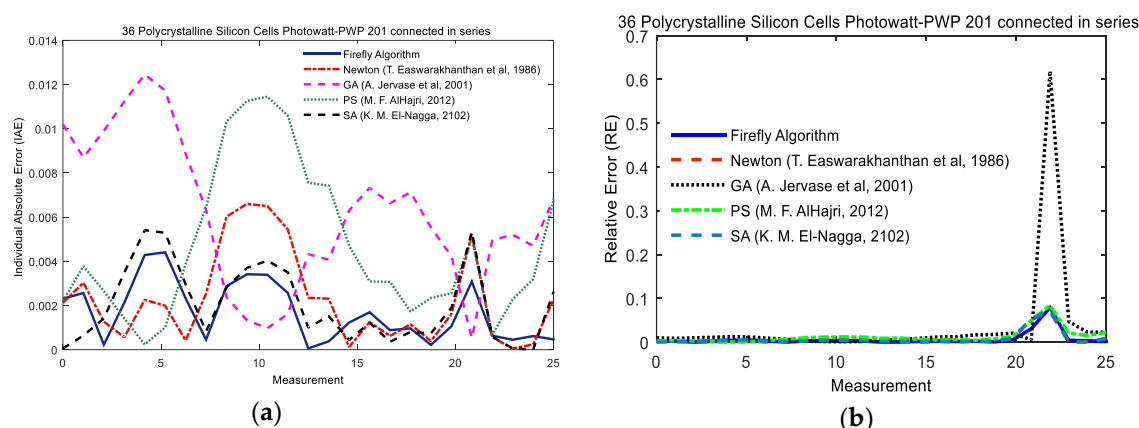 36 Polycrystalline Silicon Cells Photowatt-PWP 201 connected in series
0.014
0.012
0.01
0.008
0.006
0.004
0.002
0
Individual Absolute Error (IAE)
Firefly Algorithm
Newton (T. Easwarakhanthan et al, 1986)
GA (A. Jervase et al, 2001)
PS (M. F. AlHajri, 2012)
SA (K. M. El-Nagga, 2102)
0 5 10 15 20 25
Measurement
(a)
36 Polycrystalline Silicon Cells Photowatt-PWP 201 connected in series
0.7
0.6
0.5
0.4
0.3
0.2
0.1
0
Relative Error (RE)
Firefly Algorithm
Newton (T. Easwarakhanthan et al, 1986)
GA (A. Jervase et al, 2001)
PS (M. F. AlHajri, 2012)
SA (K. M. El-Nagga, 2102)
0 5 10 15 20 25
Measurement
(b)